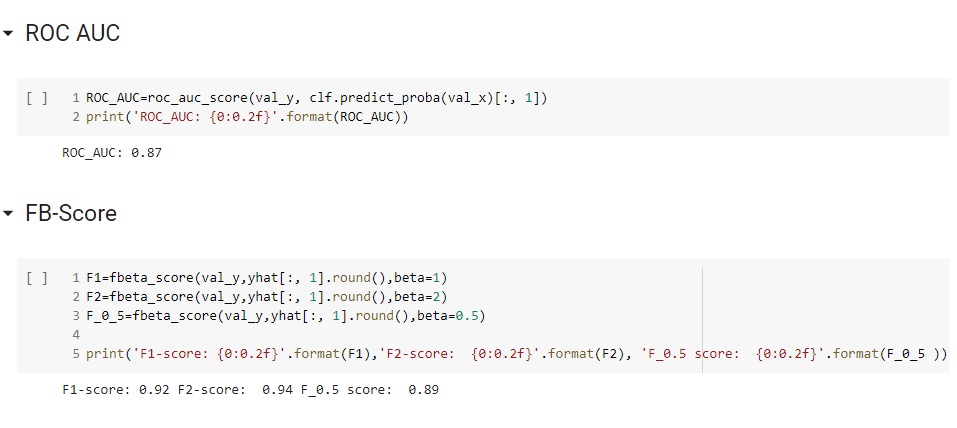 ROC AUC
[ ] 1 ROC_AUC=roc_auc_score(val_y, clf.predict_proba(val_x)[:, 1])
2 print('ROC_AUC: {0:0.2f}'.format(ROC_AUC))
ROC_AUC: 0.87
FB-Score
[ ] 1 F1=fbeta_score(val_y,yhat[:, 1].round(),beta=1)
2 F2=fbeta_score(val_y,yhat[:, 1].round(),beta=2)
3 F_0_5=fbeta_score(val_y,yhat[:, 1].round(),beta=0.5)
4
5 print('F1-score: {0:0.2f}'.format(F1),'F2-score:  {0:0.2f}'.format(F2), 'F_0.5 score:  {0:0.2f}'.format(F_0_5 ))
F1-score: 0.92 F2-score:  0.94 F_0.5 score:  0.89